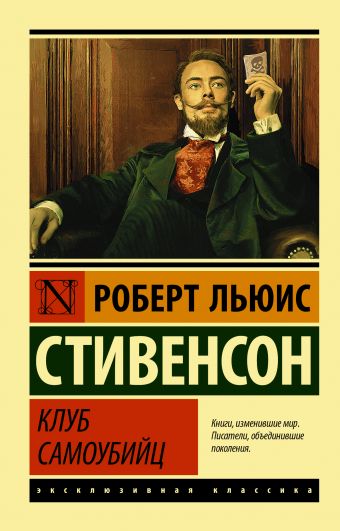 РОБЕРТ ЛЬЮИС
СТИВЕНСОН
КЛУБ
САМОУБИЙЦ
Книги, изменившие мир.
Писатели, объединившие
поколения.
эксклюзивная классика